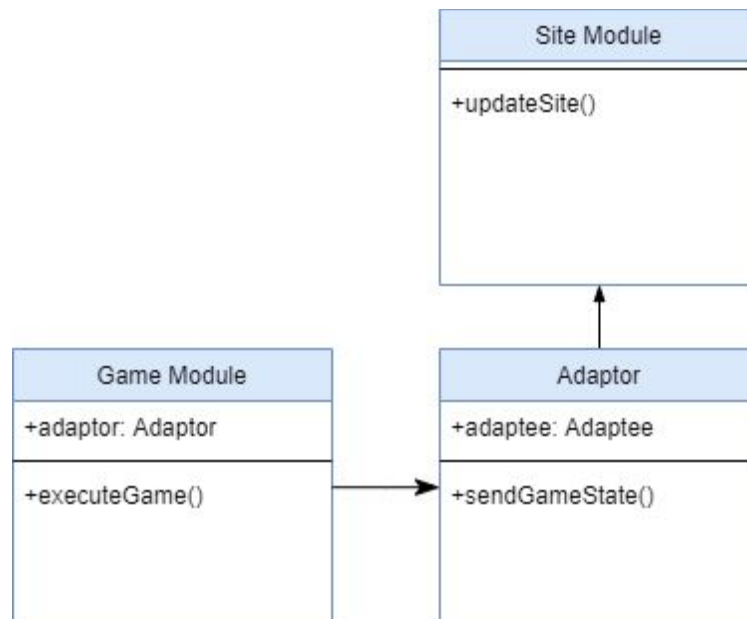 Site Module
+updateSite()
Game Module
+adaptor: Adaptor
+executeGame()
Adaptor
+adaptee: Adaptee
+sendGameState()